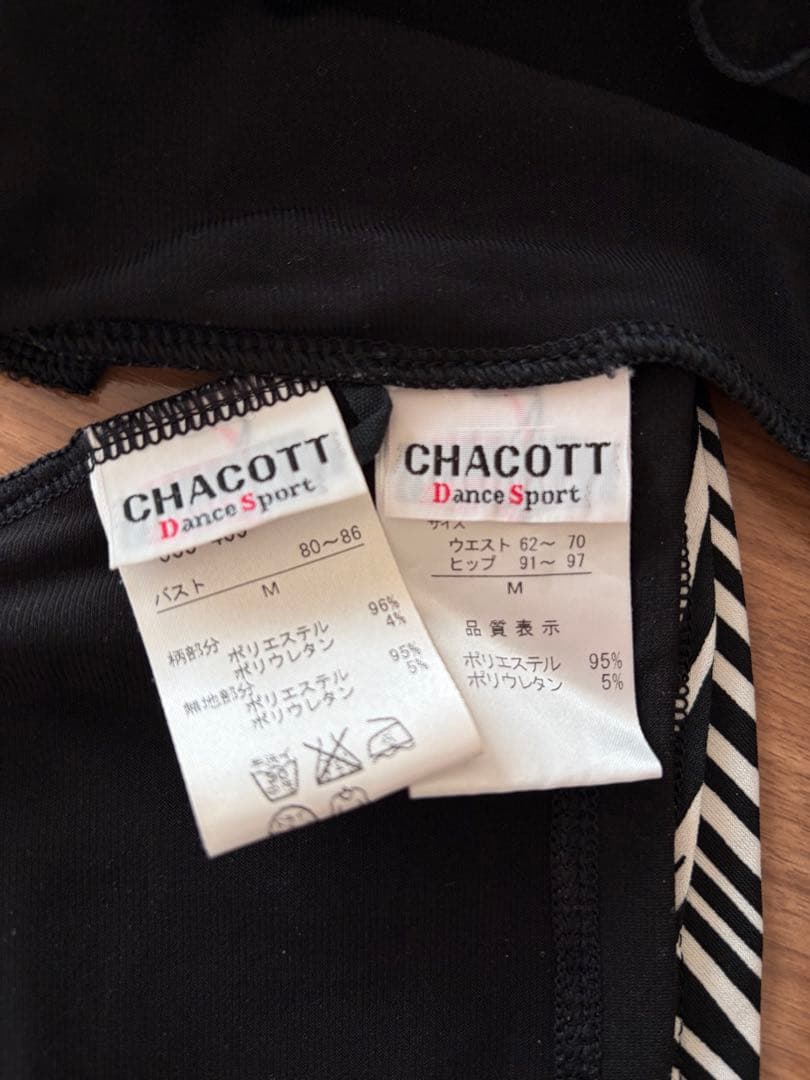 CHACOTT
Dance Sport
80～86
バスト M
柄部分 ポリエステル 96%
ポリウレタン 4%
無地部分 ポリエステル 95%
ポリウレタン 5%
CHACOTT
Dance Sport
サイズ
ウエスト 62～ 70
ヒップ 91～ 97
M
品質表示
ポリエステル 95%
ポリウレタン 5%